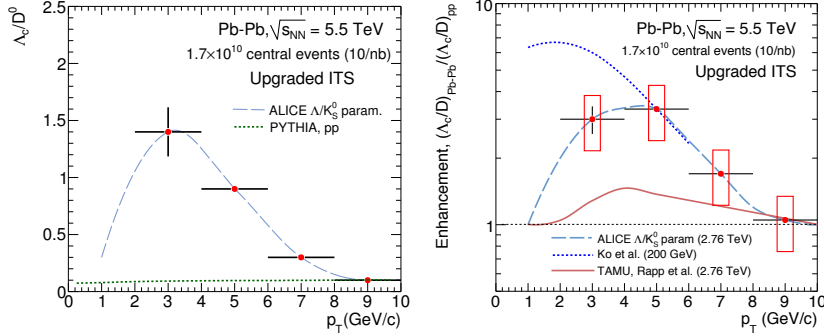 Λc/D⁰
Pb-Pb,√sNN = 5.5 TeV
1.7×10¹⁰ central events (10/nb)
Upgraded ITS
ALICE Λ/K⁰S param.
PYTHIA, pp
2.5
2
1.5
1
0.5
0
0 1 2 3 4 5 6 7 8 9 10
pT(GeV/c)
Enhancement, (Λc/D)Pb-Pb/(Λc/D)pp
Pb-Pb,√sNN = 5.5 TeV
1.7×10¹⁰ central events (10/nb)
Upgraded ITS
10
1
ALICE Λ/K⁰S param (2.76 TeV)
Ko et al. (200 GeV)
TAMU, Rapp et al. (2.76 TeV)
0 1 2 3 4 5 6 7 8 9 10
pT (GeV/c)